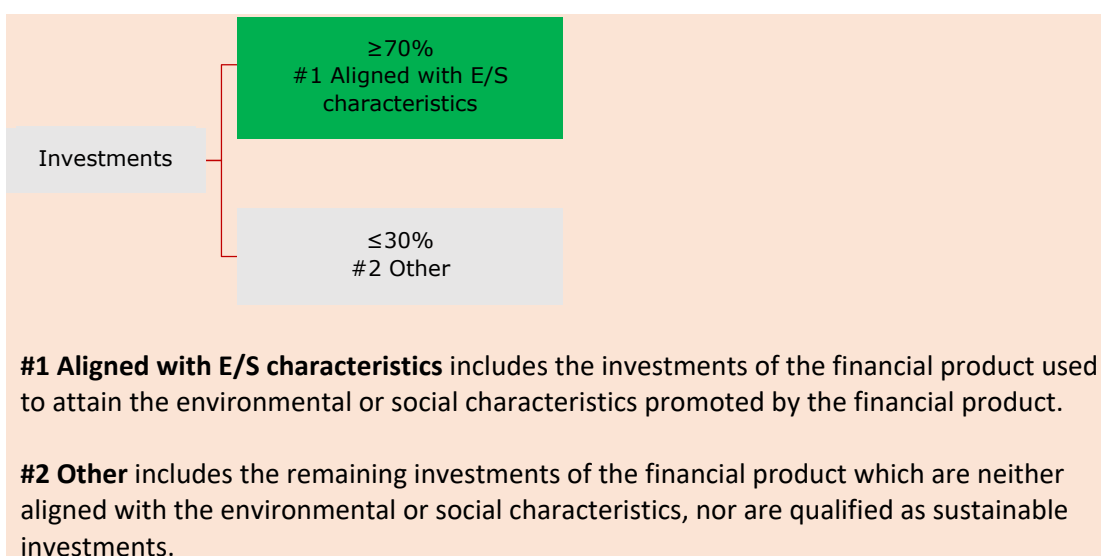 ≥70%
#1 Aligned with E/S
characteristics
Investments
≤30%
#2 Other
#1 Aligned with E/S characteristics includes the investments of the financial product used
to attain the environmental or social characteristics promoted by the financial product.
#2 Other includes the remaining investments of the financial product which are neither
aligned with the environmental or social characteristics, nor are qualified as sustainable
investments.